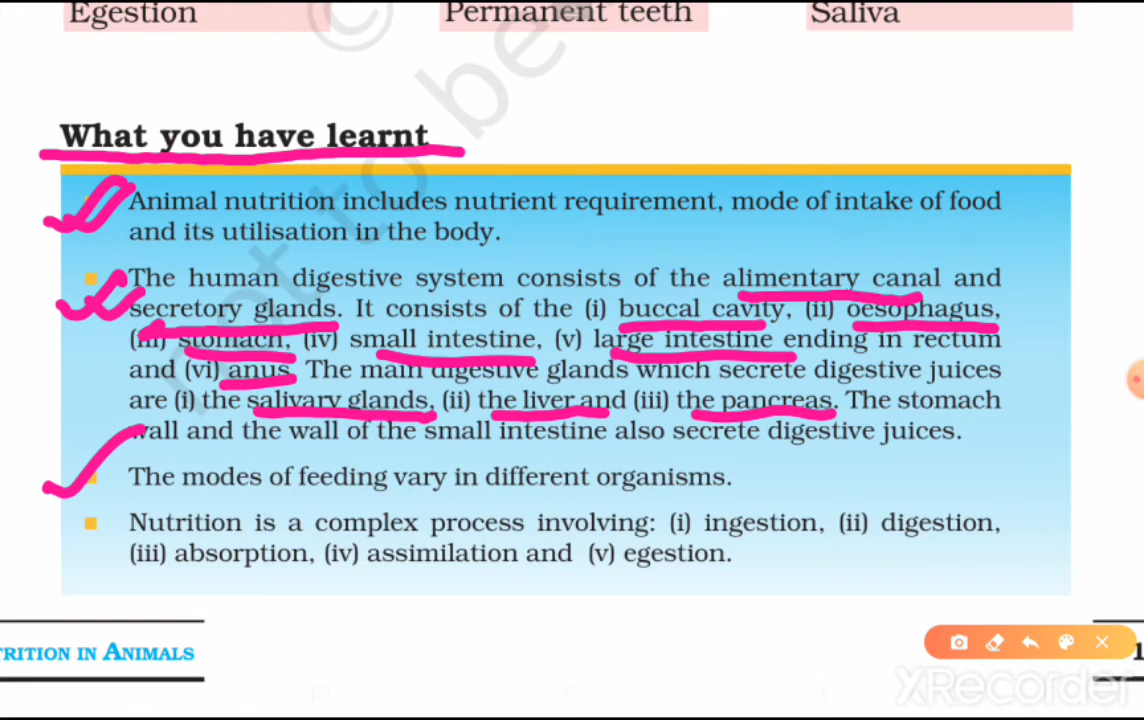 Egestion Permanent teeth Saliva
What you have learnt
Animal nutrition includes nutrient requirement, mode of intake of food
and its utilisation in the body.
The human digestive system consists of the alimentary canal and
secretory glands. It consists of the (i) buccal cavity, (ii) oesophagus,
(iii) stomach, (iv) small intestine, (v) large intestine ending in rectum
and (vi) anus. The main digestive glands which secrete digestive juices
are (i) the salivary glands, (ii) the liver and (iii) the pancreas. The stomach
wall and the wall of the small intestine also secrete digestive juices.
The modes of feeding vary in different organisms.
Nutrition is a complex process involving: (i) ingestion, (ii) digestion,
(iii) absorption, (iv) assimilation and (v) egestion.
TRITION IN ANIMALS 1
XRecorder
© not to be